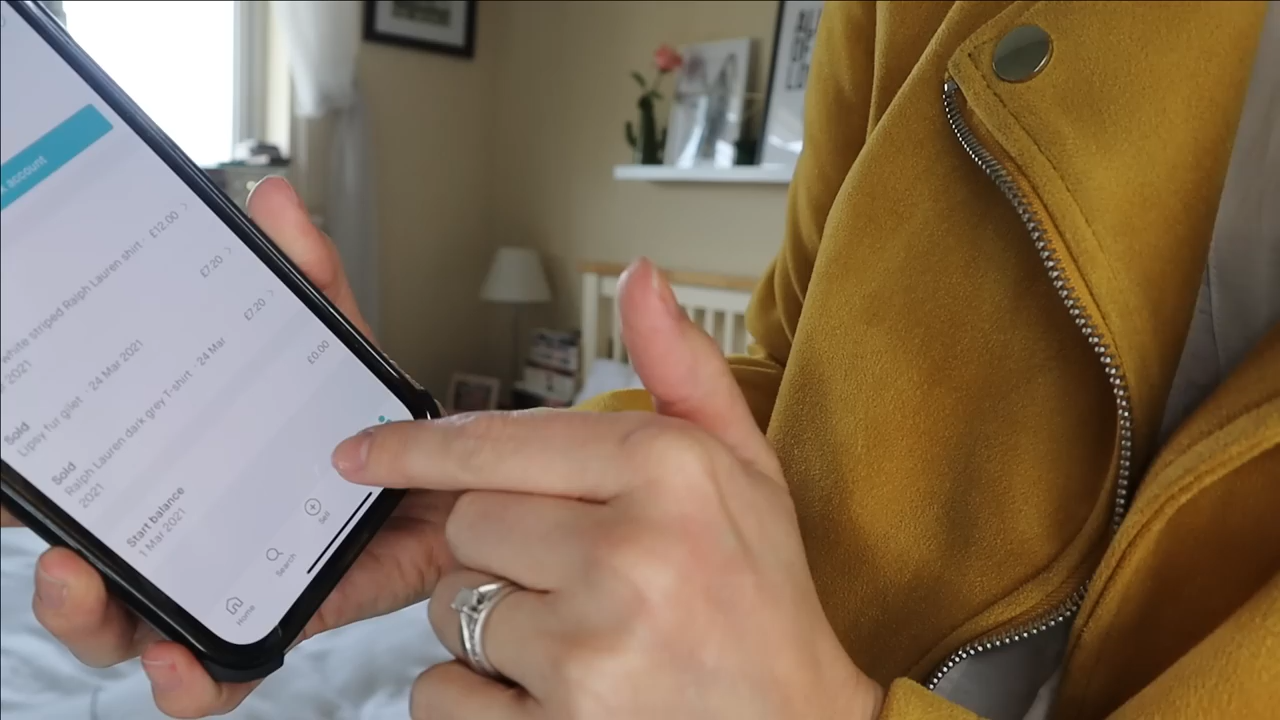 account
white striped Ralph Lauren shirt · £12.00
2021
Sold £7.20
Lipsy fur gilet · 24 Mar 2021
Sold £7.20
Ralph Lauren dark grey T-shirt · 24 Mar
2021
Start balance £0.00
1 Mar 2021
Home
Search
Sell